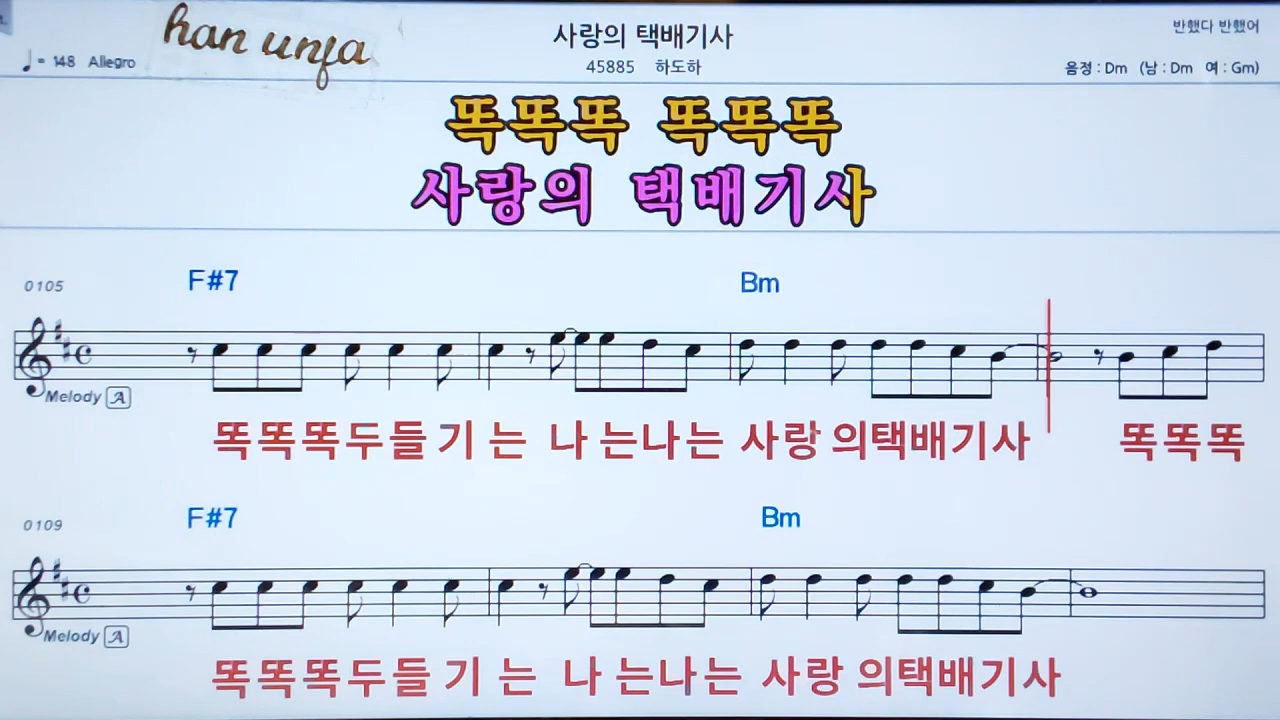 han unfa
사랑의 택배기사
반했다 반했어
♩= 148 Allegro
45885 하도하
음정 : Dm (남 : Dm 여 : Gm)
똑똑똑 똑똑똑
사랑의 택배기사
0105 F#7 Bm
Melody A
똑똑똑두들기는 나는나는 사랑의택배기사 똑똑똑
0109 F#7 Bm
Melody A
똑똑똑두들기는 나는나는 사랑의택배기사